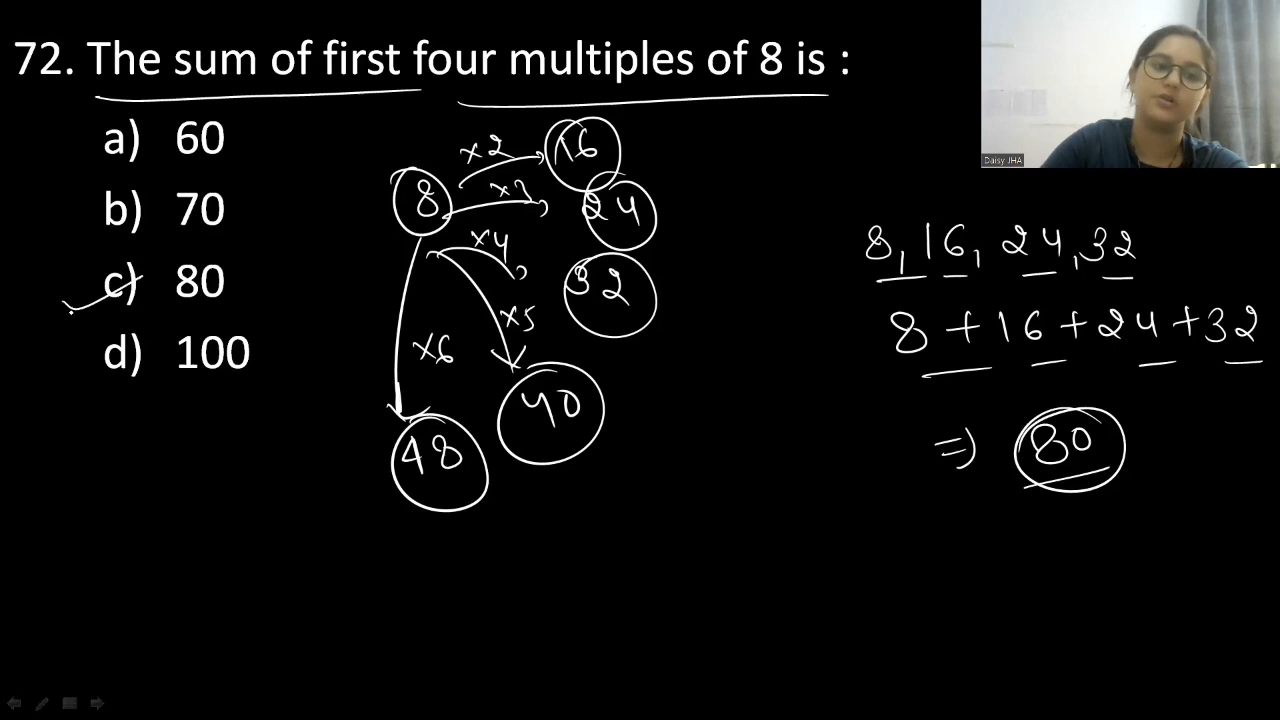 72. The sum of first four multiples of 8 is :
a) 60
b) 70
c) 80
d) 100
8
×2
16
×3
24
×4
32
×5
40
×6
48
8, 16, 24, 32
8 + 16 + 24 + 32
⇒ 80
Daisy JHA